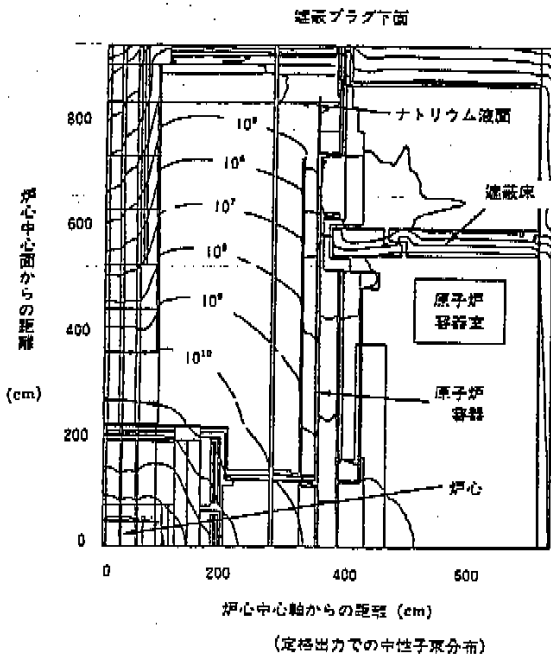 遮蔽プラグ下面
ナトリウム液面
遮蔽床
原子炉
容器室
原子炉
容器
炉心
炉心中心面からの距離
(cm)
800
600
400
200
0
10⁷
10⁹
10¹⁰
0
200
400
600
炉心中心軸からの距離 (cm)
(定格出力での中性子束分布)